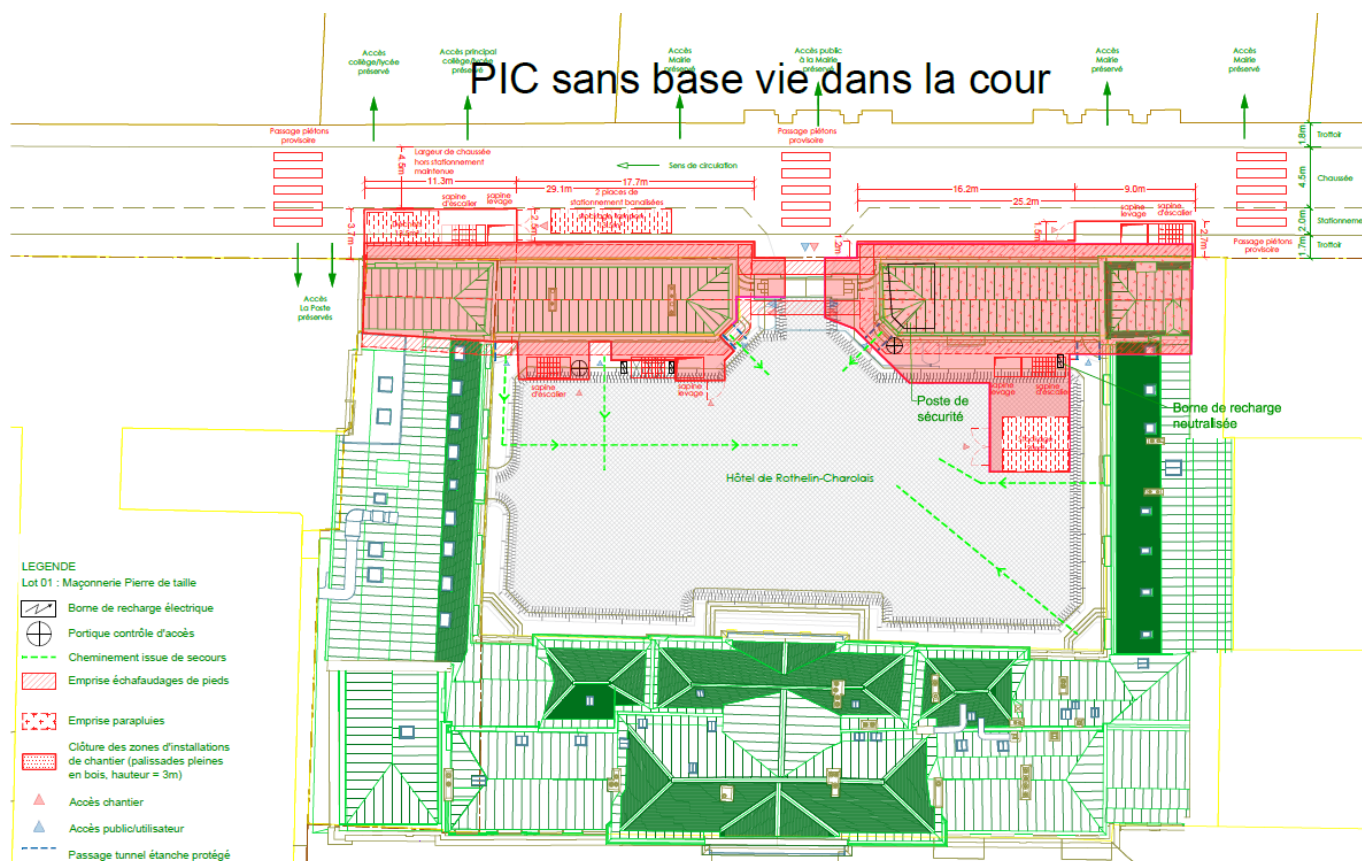 Accès
collège/lycée
préservé
Accès principal
collège/lycée
préservé
Accès
Mairie
préservé
Accès public
à la Mairie
préservé
Accès
Mairie
préservé
Accès
Mairie
préservé
PIC sans base vie dans la cour
Passage piétons
provisoire
Largeur de chaussée
hors stationnement
maintenue
4.5m
Sens de circulation
Passage piétons
provisoire
1.8m
Trottoir
4.5m
Chaussée
2.0m
Stationneme
1.7m
Trottoir
11.3m
17.7m
29.1m
16.2m
9.0m
25.2m
sapine
d'éscalier
sapine
levage
2 places de
stationnement banalisées
sapine
levage
sapine
d'éscalier
3.7m
1.2m
2.7m
Passage piétons
provisoire
Accès
La Poste
préservés
sapine
d'éscalier
sapine
levage
sapine
levage
sapine
d'éscalier
Poste de
sécurité
Borne de recharge
neutralisée
Hôtel de Rothelin-Charolais
LEGENDE
Lot 01 : Maçonnerie Pierre de taille
Borne de recharge électrique
Portique contrôle d'accès
Cheminement issue de secours
Emprise échafaudages de pieds
Emprise parapluies
Clôture des zones d'installations
de chantier (palissades pleines
en bois, hauteur = 3m)
Accès chantier
Accès public/utilisateur
Passage tunnel étanche protégé